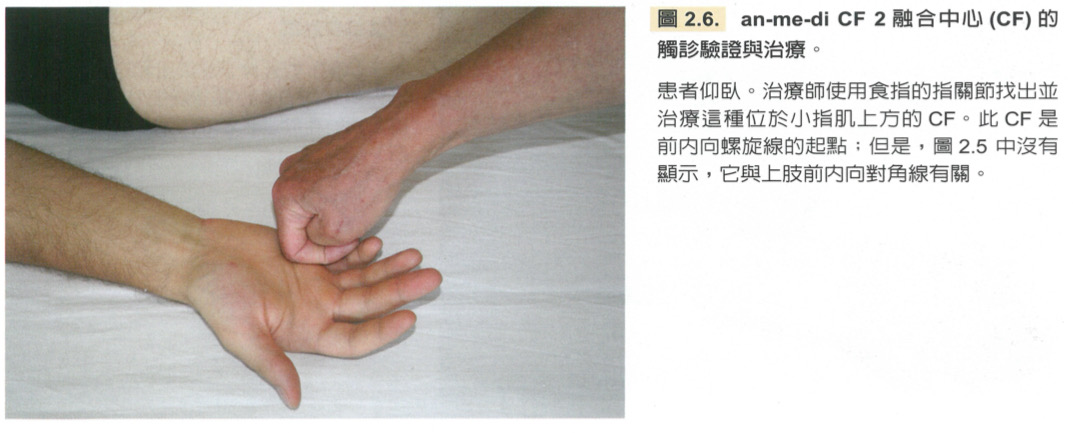 圖 2.6. an-me-di CF 2 融合中心 (CF) 的
觸診驗證與治療。
患者仰臥。治療師使用食指的指關節找出並
治療這種位於小指肌上方的 CF。此 CF 是
前內向螺旋線的起點；但是，圖 2.5 中沒有
顯示，它與上肢前內向對角線有關。